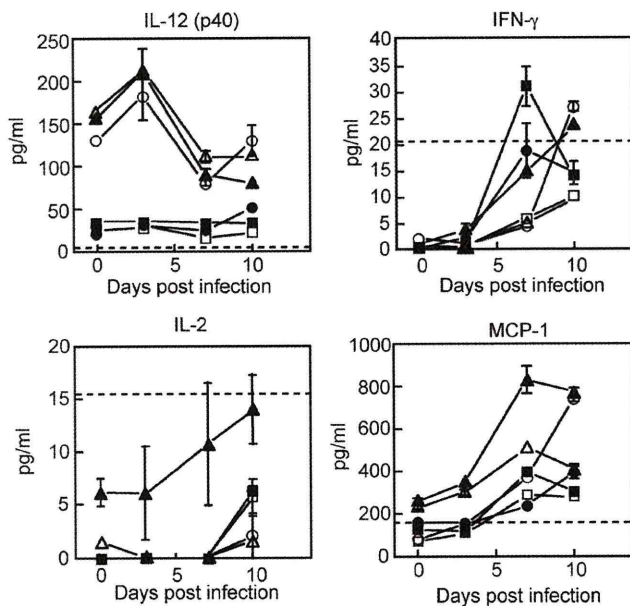 IL-12 (p40)
250
200
150
100
50
0
pg/ml
0 5 10
Days post infection
IFN-γ
40
35
30
25
20
15
10
5
0
pg/ml
0 5 10
Days post infection
IL-2
20
15
10
5
0
pg/ml
0 5 10
Days post infection
MCP-1
1000
800
600
400
200
0
pg/ml
0 5 10
Days post infection